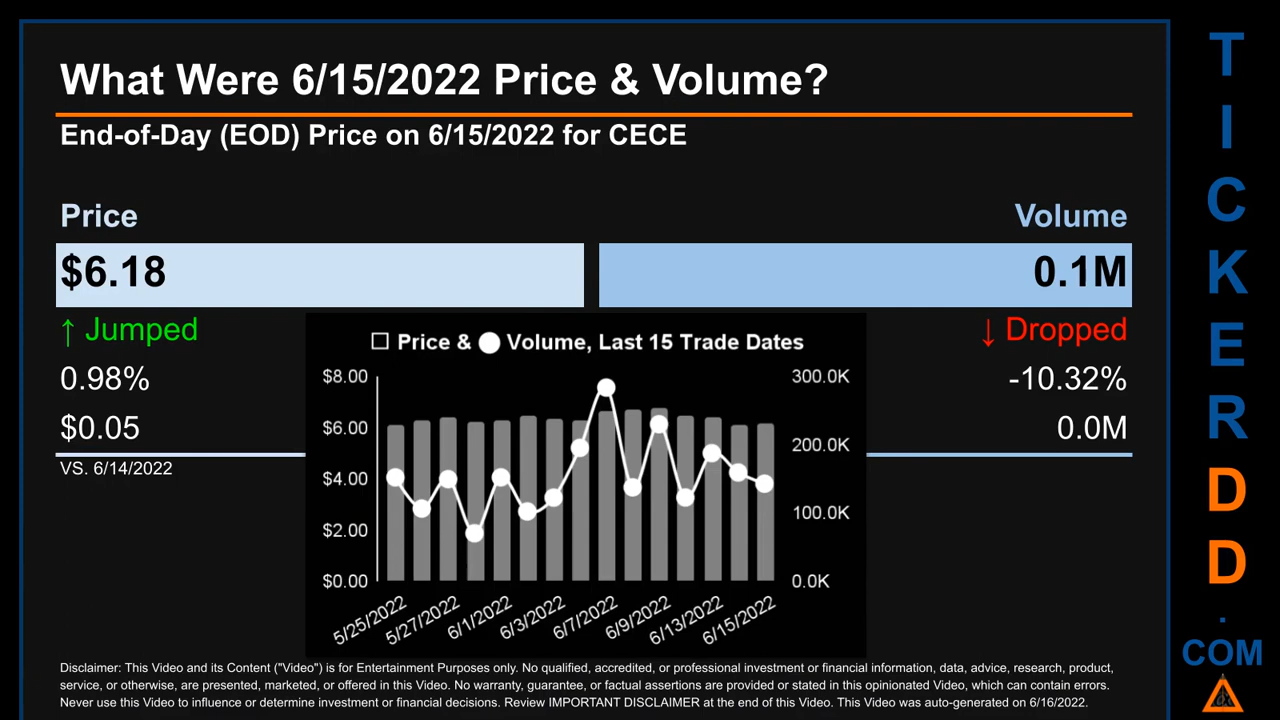 What Were 6/15/2022 Price & Volume?
End-of-Day (EOD) Price on 6/15/2022 for CECE
Price
Volume
$6.18
0.1M
↑ Jumped
↓ Dropped
0.98%
-10.32%
$0.05
0.0M
VS. 6/14/2022
Price & Volume, Last 15 Trade Dates
$8.00
$6.00
$4.00
$2.00
$0.00
300.0K
200.0K
100.0K
0.0K
5/25/2022
5/27/2022
6/1/2022
6/3/2022
6/7/2022
6/9/2022
6/13/2022
6/15/2022
Disclaimer: This Video and its Content ("Video") is for Entertainment Purposes only. No qualified, accredited, or professional investment or financial information, data, advice, research, product,
service, or otherwise, are presented, marketed, or offered in this Video. No warranty, guarantee, or factual assertions are provided or stated in this opinionated Video, which can contain errors.
Never use this Video to influence or determine investment or financial decisions. Review IMPORTANT DISCLAIMER at the end of this Video. This Video was auto-generated on 6/16/2022.
T
I
C
K
E
R
D
D
.
COM